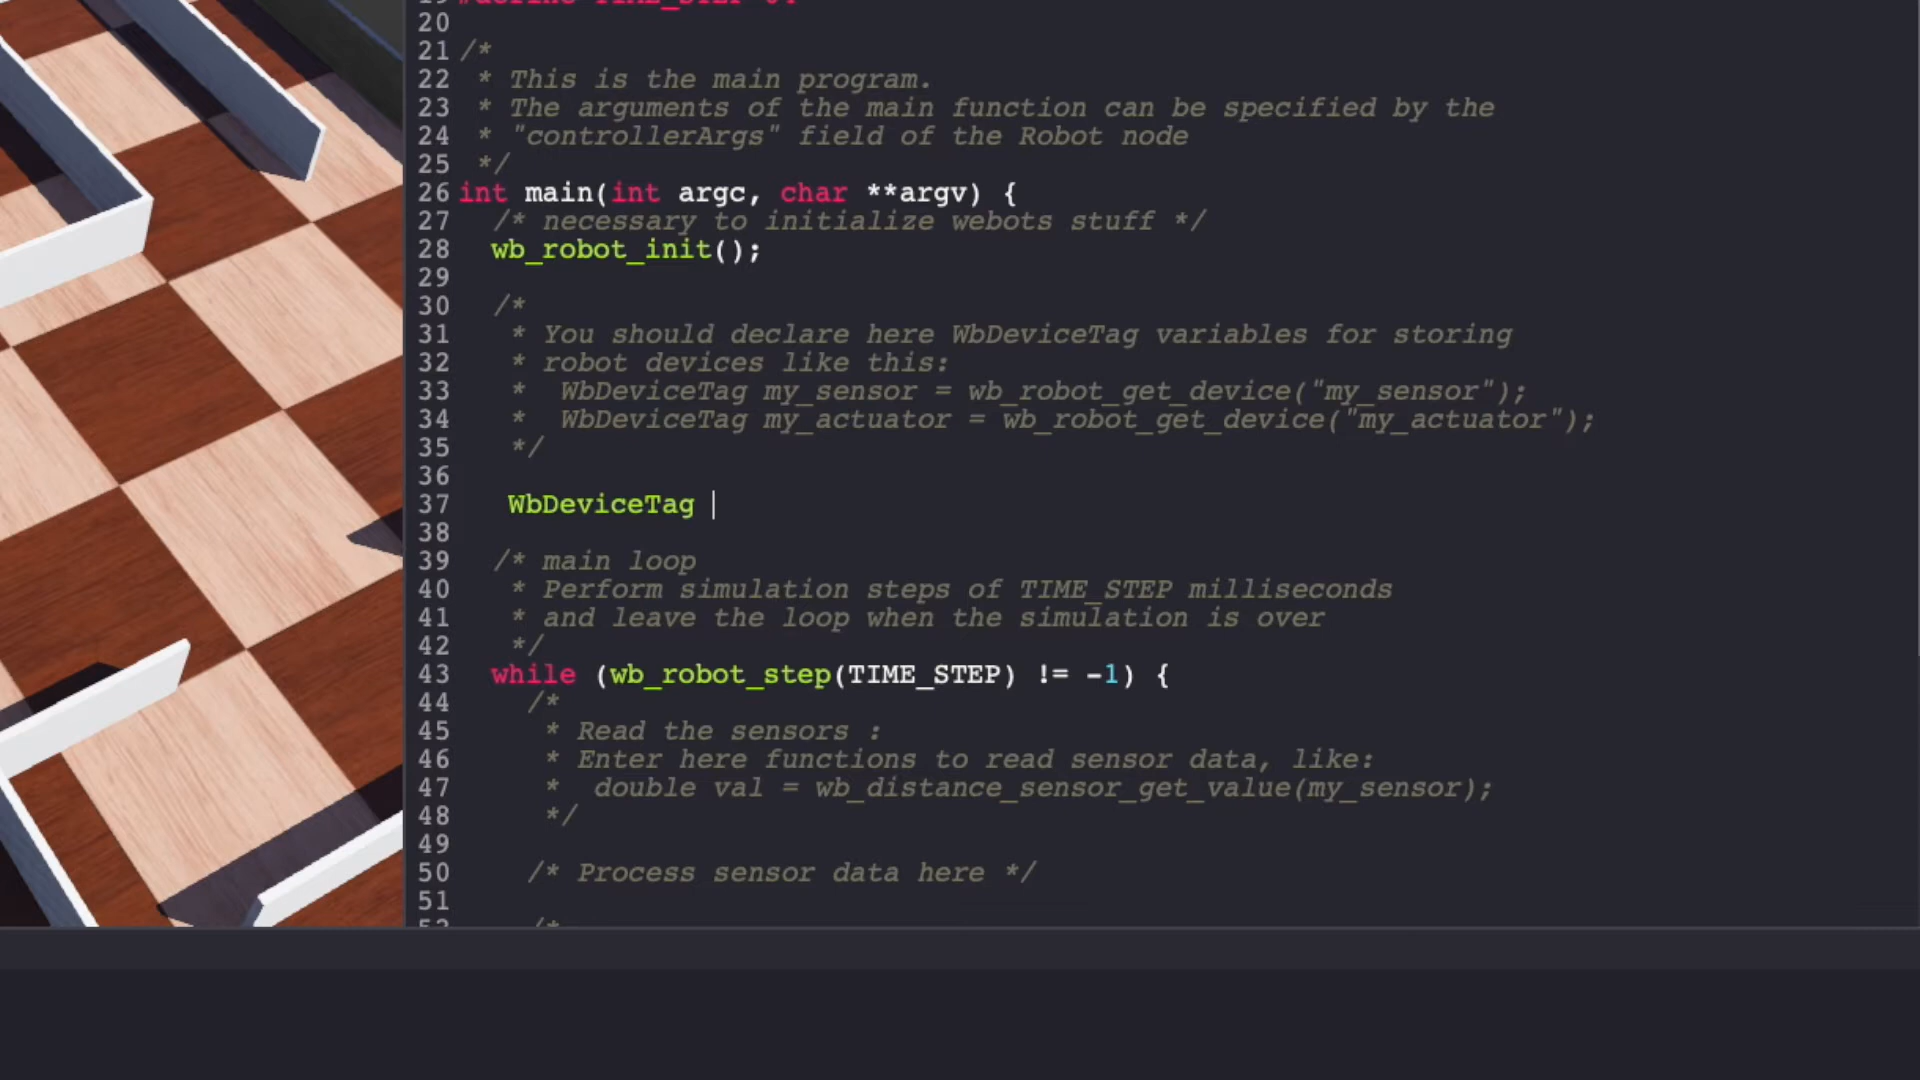 20
21 /*
22  * This is the main program.
23  * The arguments of the main function can be specified by the
24  * "controllerArgs" field of the Robot node
25  */
26 int main(int argc, char **argv) {
27   /* necessary to initialize webots stuff */
28   wb_robot_init();
29
30   /*
31    * You should declare here WbDeviceTag variables for storing
32    * robot devices like this:
33    *  WbDeviceTag my_sensor = wb_robot_get_device("my_sensor");
34    *  WbDeviceTag my_actuator = wb_robot_get_device("my_actuator");
35    */
36
37    WbDeviceTag
38
39   /* main loop
40    * Perform simulation steps of TIME_STEP milliseconds
41    * and leave the loop when the simulation is over
42    */
43   while (wb_robot_step(TIME_STEP) != -1) {
44     /*
45      * Read the sensors :
46      * Enter here functions to read sensor data, like:
47      *  double val = wb_distance_sensor_get_value(my_sensor);
48      */
49
50     /* Process sensor data here */
51